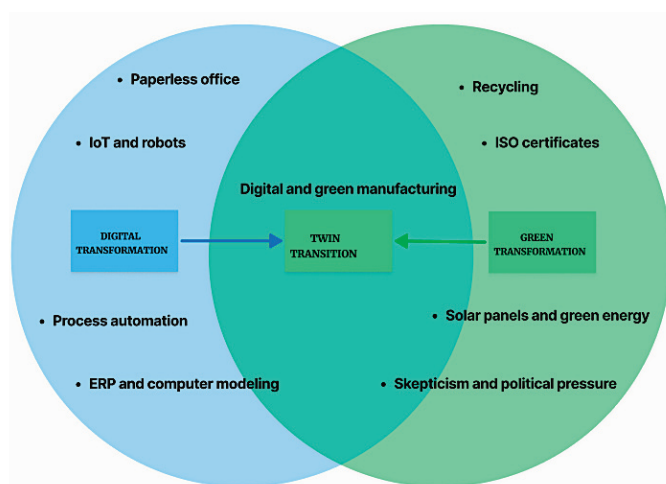 • Paperless office
• Recycling
• IoT and robots
• ISO certificates
Digital and green manufacturing
DIGITAL
TRANSFORMATION
TWIN
TRANSITION
GREEN
TRANSFORMATION
• Process automation
• Solar panels and green energy
• ERP and computer modeling
• Skepticism and political pressure